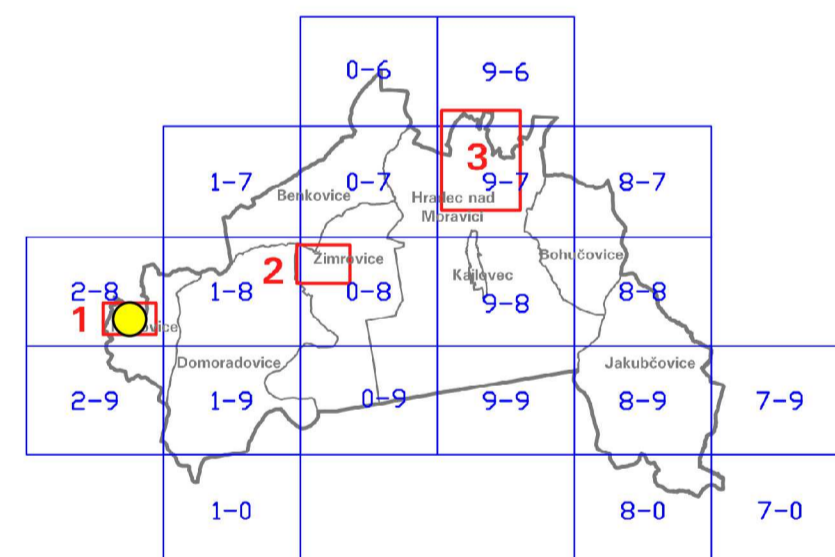 0-6
9-6
3
1-7
0-7
9-7
8-7
Benkovice
Hradec nad
Moravicí
2-8
1-8
2
Zimrovice
0-8
Kajlovec
9-8
Bohučovice
8-8
1
Domoradovice
Jakubčovice
2-9
1-9
0-9
9-9
8-9
7-9
1-0
8-0
7-0